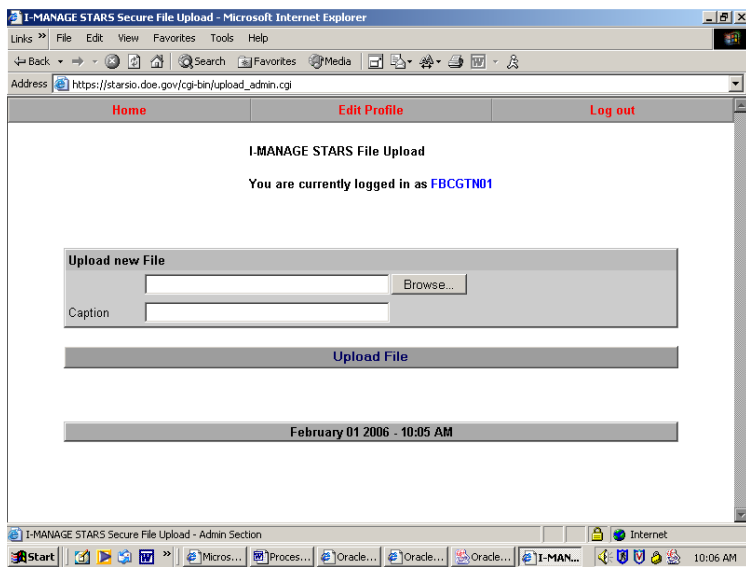 I-MANAGE STARS Secure File Upload - Microsoft Internet Explorer
Links » File Edit View Favorites Tools Help
Back Search Favorites Media
Address https://starsio.doe.gov/cgi-bin/upload_admin.cgi
Home Edit Profile Log out
I-MANAGE STARS File Upload
You are currently logged in as FBCGTN01
Upload new File
Browse...
Caption
Upload File
February 01 2006 - 10:05 AM
I-MANAGE STARS Secure File Upload - Admin Section Internet
Start » Micros... Proces... Oracle... Oracle... Oracle... I-MAN... 10:06 AM